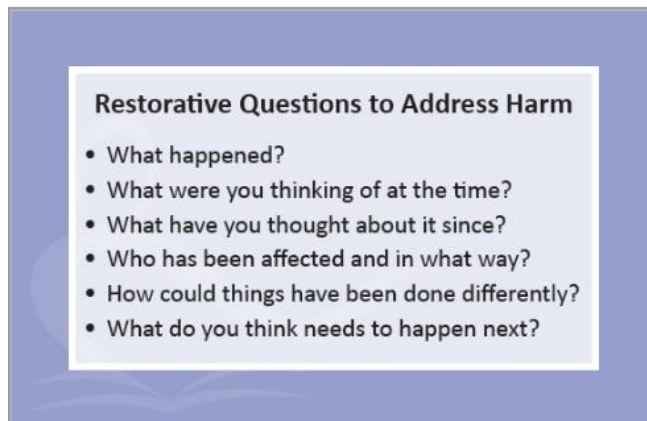 Restorative Questions to Address Harm
• What happened?
• What were you thinking of at the time?
• What have you thought about it since?
• Who has been affected and in what way?
• How could things have been done differently?
• What do you think needs to happen next?